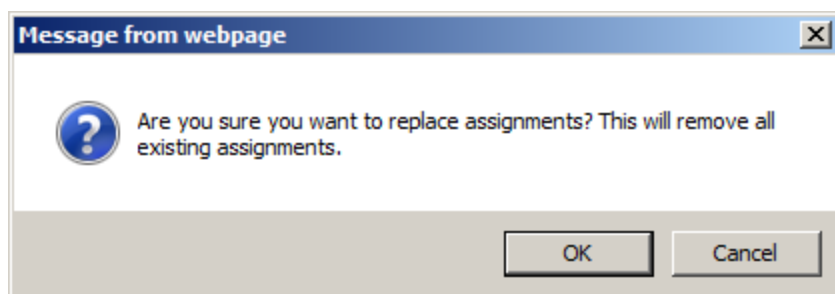 Message from webpage
Are you sure you want to replace assignments? This will remove all
existing assignments.
OK
Cancel